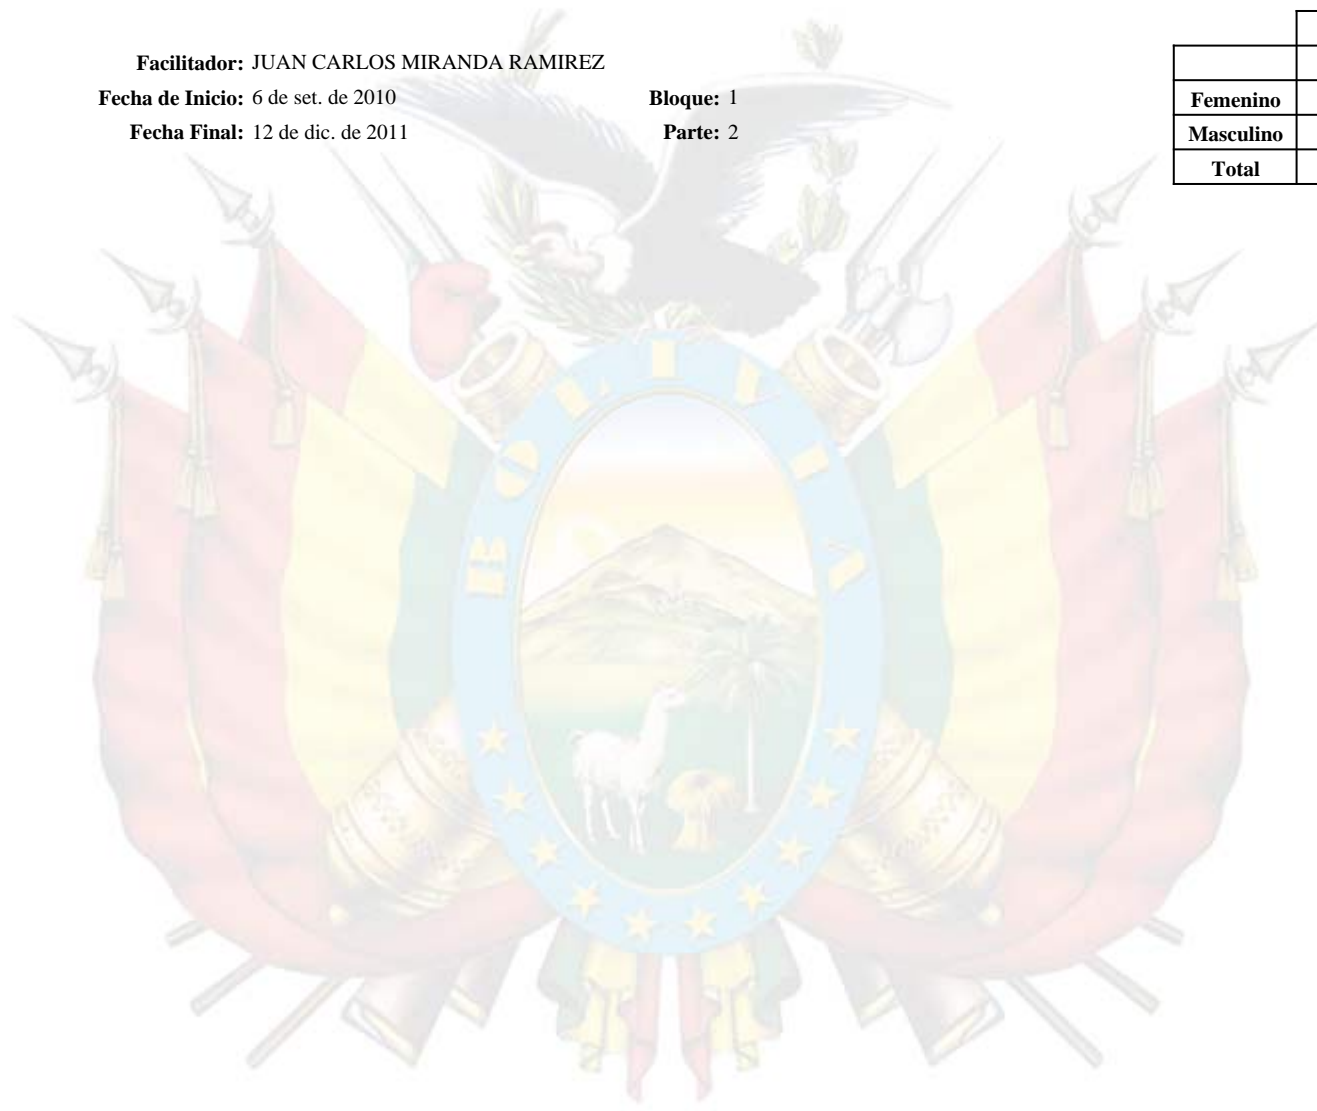 Facilitador: JUAN CARLOS MIRANDA RAMIREZ
Fecha de Inicio: 6 de set. de 2010 Bloque: 1
Fecha Final: 12 de dic. de 2011 Parte: 2
Femenino
Masculino
Total
BOLIVIA